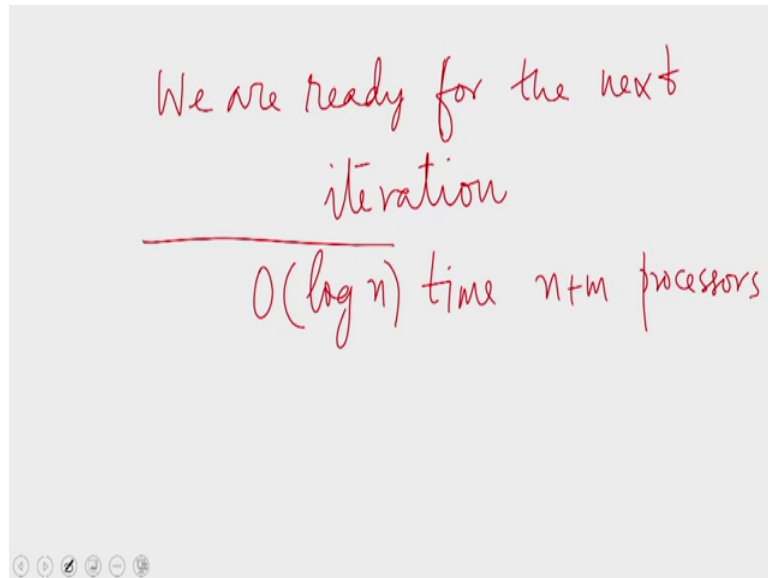 We are ready for the next
iteration
O(log n) time n+m processors